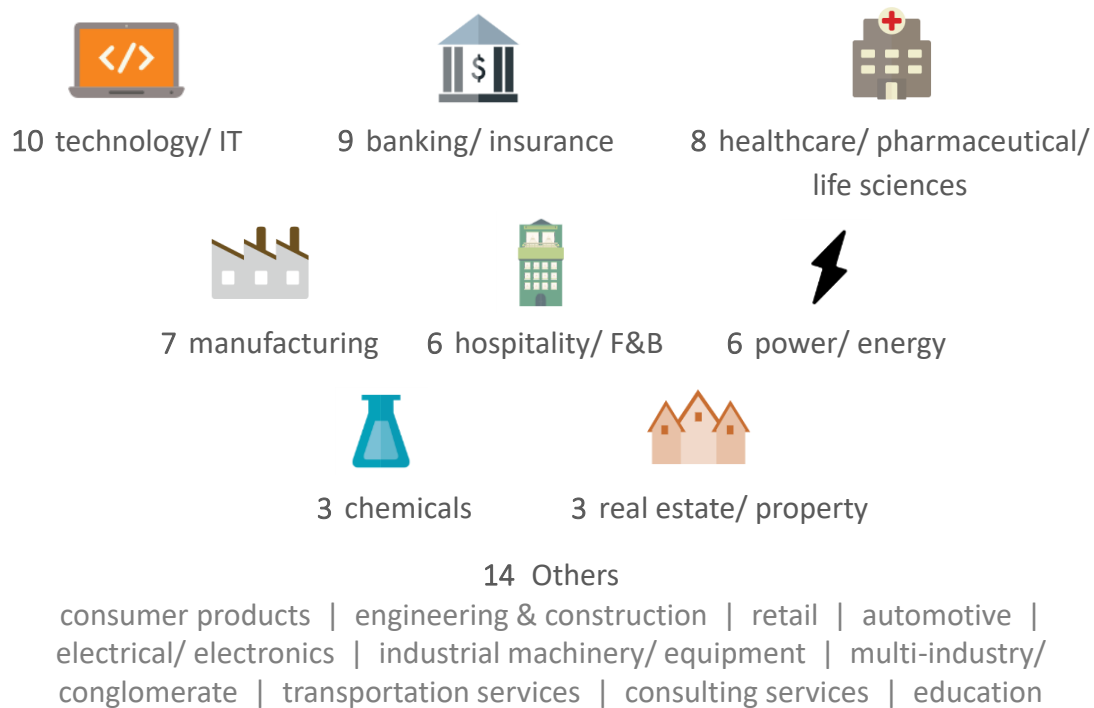 </>
$
10 technology/ IT
9 banking/ insurance
8 healthcare/ pharmaceutical/
life sciences
7 manufacturing
6 hospitality/ F&B
6 power/ energy
3 chemicals
3 real estate/ property
14 Others
consumer products | engineering & construction | retail | automotive |
electrical/ electronics | industrial machinery/ equipment | multi-industry/
conglomerate | transportation services | consulting services | education